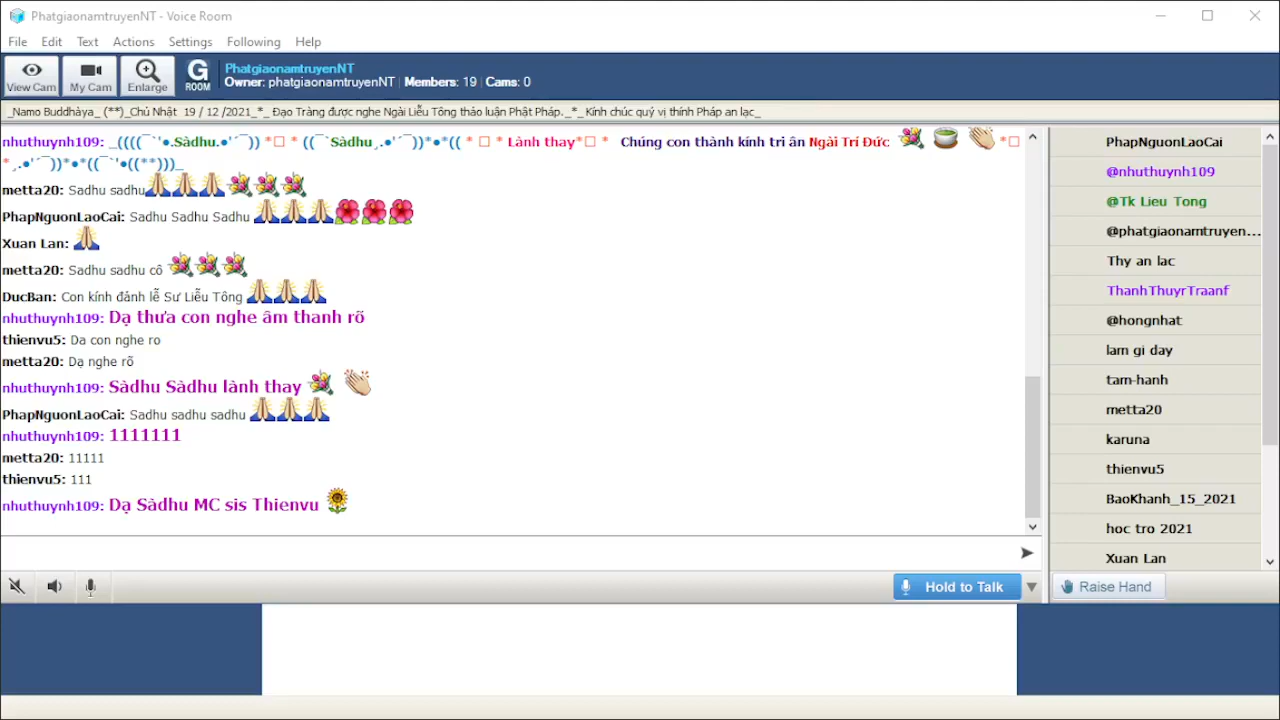 PhatgiaonamtruyenNT - Voice Room
File Edit Text Actions Settings Following Help
View Cam My Cam Enlarge G ROOM
PhatgiaonamtruyenNT
Owner: phatgiaonamtruyenNT Members: 19 Cams: 0
_Namo Buddhàya_ (**)_Chủ Nhật 19 / 12 /2021_*_ Đạo Tràng được nghe Ngài Liễu Tông thảo luận Phật Pháp._*_Kính chúc quý vị thính Pháp an lạc_
nhuthuynh109: _((((¯`'•.Sàdhu.•'´¯)) *□ * ((¯`Sàdhu¸.•'´¯))*•*(( * □ * Lành thay*□ * Chúng con thành kính tri ân Ngài Trí Đức *□
*¸.•'´¯))*•*((¯`'•((**)))_
metta20: Sadhu sadhu
PhapNguonLaoCai: Sadhu Sadhu Sadhu
Xuan Lan:
metta20: Sadhu sadhu cô
DucBan: Con kính đảnh lễ Sư Liễu Tông
nhuthuynh109: Dạ thưa con nghe âm thanh rõ
thienvu5: Da con nghe ro
metta20: Dạ nghe rõ
nhuthuynh109: Sàdhu Sàdhu lành thay
PhapNguonLaoCai: Sadhu sadhu sadhu
nhuthuynh109: 1111111
metta20: 11111
thienvu5: 111
nhuthuynh109: Dạ Sàdhu MC sis Thienvu
PhapNguonLaoCai
@nhuthuynh109
@Tk Lieu Tong
@phatgiaonamtruyen...
Thy an lac
ThanhThuyrTraanf
@hongnhat
lam gi day
tam-hanh
metta20
karuna
thienvu5
BaoKhanh_15_2021
hoc tro 2021
Xuan Lan
Hold to Talk
Raise Hand